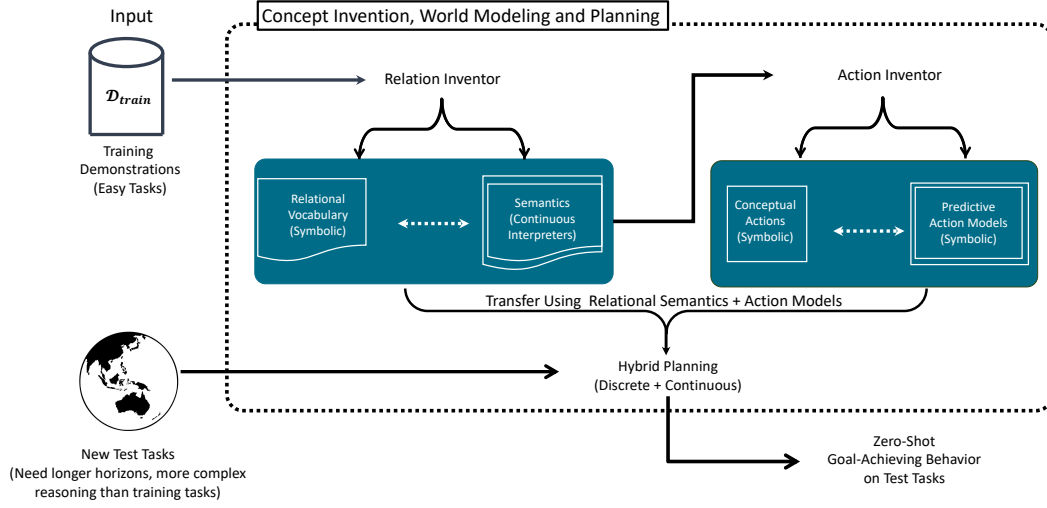 Concept Invention, World Modeling and Planning
Input
𝒟train
Training
Demonstrations
(Easy Tasks)
Relation Inventor
Action Inventor
Relational
Vocabulary
(Symbolic)
Semantics
(Continuous
Interpreters)
Conceptual
Actions
(Symbolic)
Predictive
Action Models
(Symbolic)
Transfer Using Relational Semantics + Action Models
Hybrid Planning
(Discrete + Continuous)
New Test Tasks
(Need longer horizons, more complex
reasoning than training tasks)
Zero-Shot
Goal-Achieving Behavior
on Test Tasks